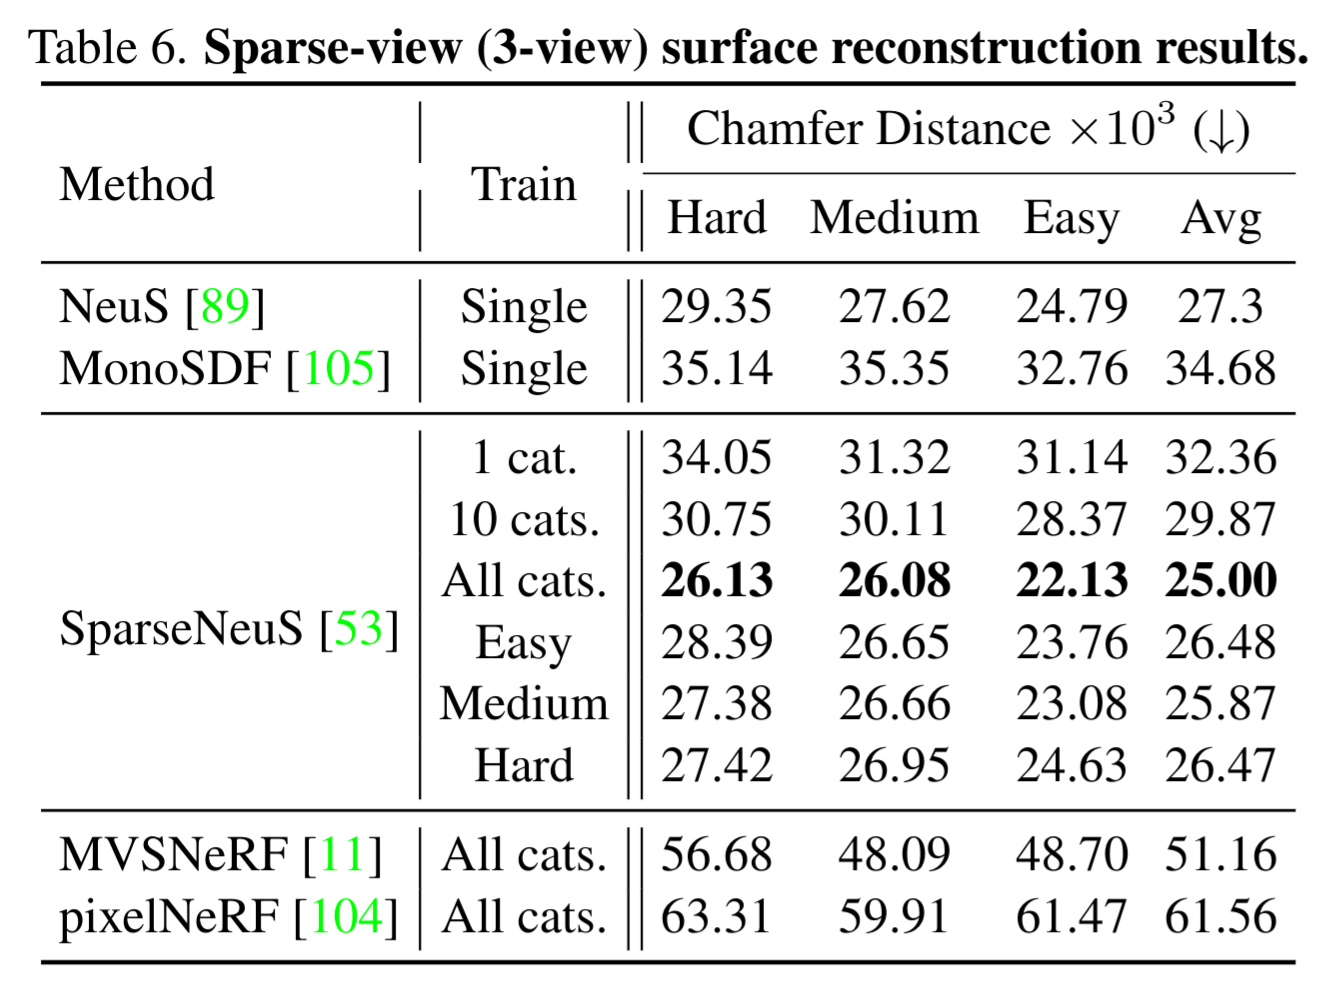 Table 6. Sparse-view (3-view) surface reconstruction results.
Method Train Chamfer Distance ×10³ (↓)
Hard Medium Easy Avg
NeuS [89] Single 29.35 27.62 24.79 27.3
MonoSDF [105] Single 35.14 35.35 32.76 34.68
SparseNeuS [53] 1 cat. 34.05 31.32 31.14 32.36
10 cats. 30.75 30.11 28.37 29.87
All cats. 26.13 26.08 22.13 25.00
Easy 28.39 26.65 23.76 26.48
Medium 27.38 26.66 23.08 25.87
Hard 27.42 26.95 24.63 26.47
MVSNeRF [11] All cats. 56.68 48.09 48.70 51.16
pixelNeRF [104] All cats. 63.31 59.91 61.47 61.56